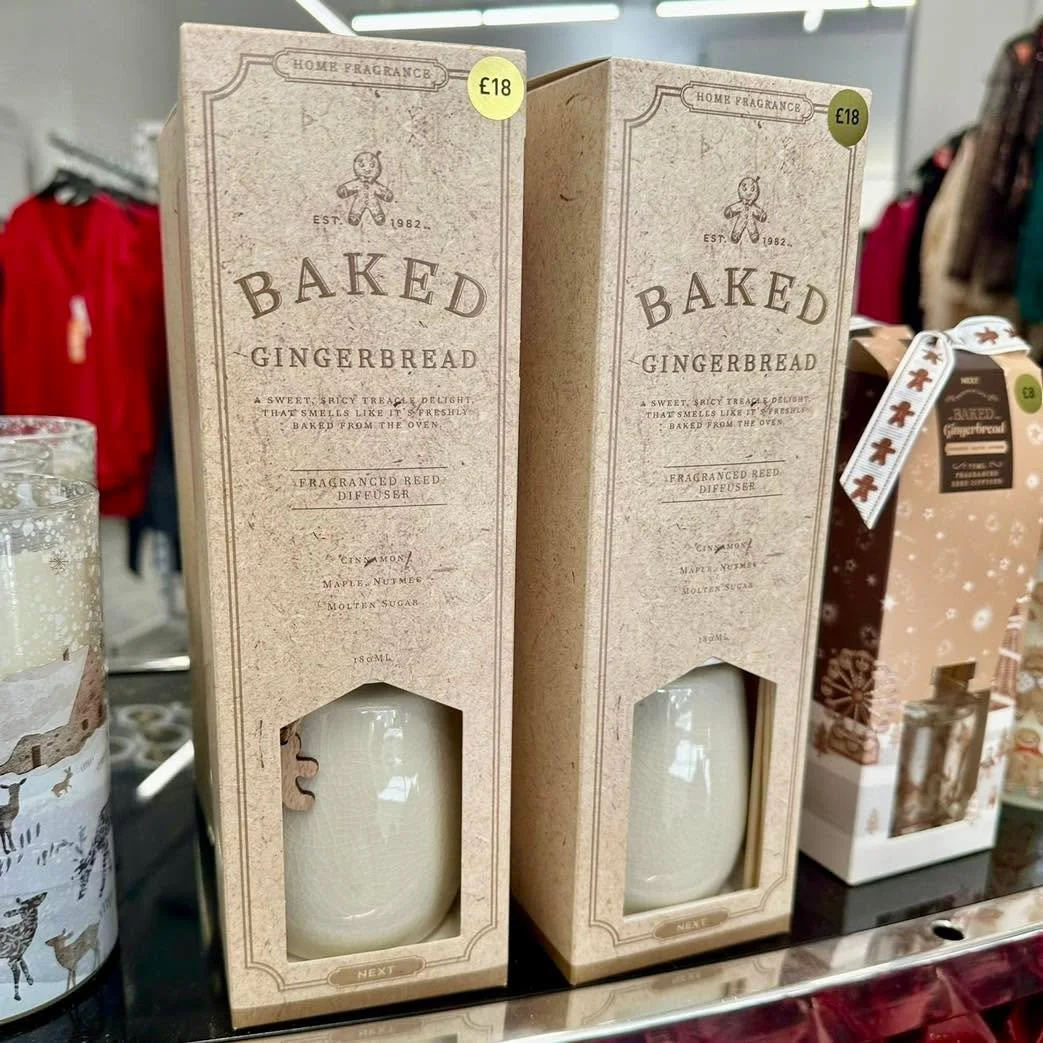 HOME FRAGRANCE
£18
EST. 1982
BAKED
GINGERBREAD
A SWEET, SPICY TREACLE DELIGHT,
THAT SMELLS LIKE IT'S FRESHLY
BAKED FROM THE OVEN
FRAGRANCED REED
DIFFUSER
CINNAMON
MAPLE, NUTMEG
MOLTEN SUGAR
180ML
NEXT
HOME FRAGRANCE
£18
EST. 1982
BAKED
GINGERBREAD
A SWEET, SPICY TREACLE DELIGHT,
THAT SMELLS LIKE IT'S FRESHLY
BAKED FROM THE OVEN
FRAGRANCED REED
DIFFUSER
CINNAMON
MAPLE, NUTMEG
MOLTEN SUGAR
180ML
NEXT
NEXT
£8
BAKED
Gingerbread
FRAGRANCED
REED DIFFUSER